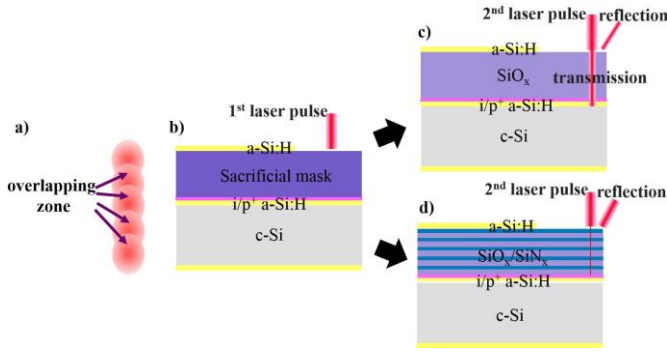 a)
overlapping
zone
b)
1st laser pulse
a-Si:H
Sacrificial mask
i/p+ a-Si:H
c-Si
c)
2nd laser pulse
reflection
a-Si:H
SiOx
transmission
i/p+ a-Si:H
c-Si
d)
2nd laser pulse
reflection
a-Si:H
SiOx/SiNx
i/p+ a-Si:H
c-Si